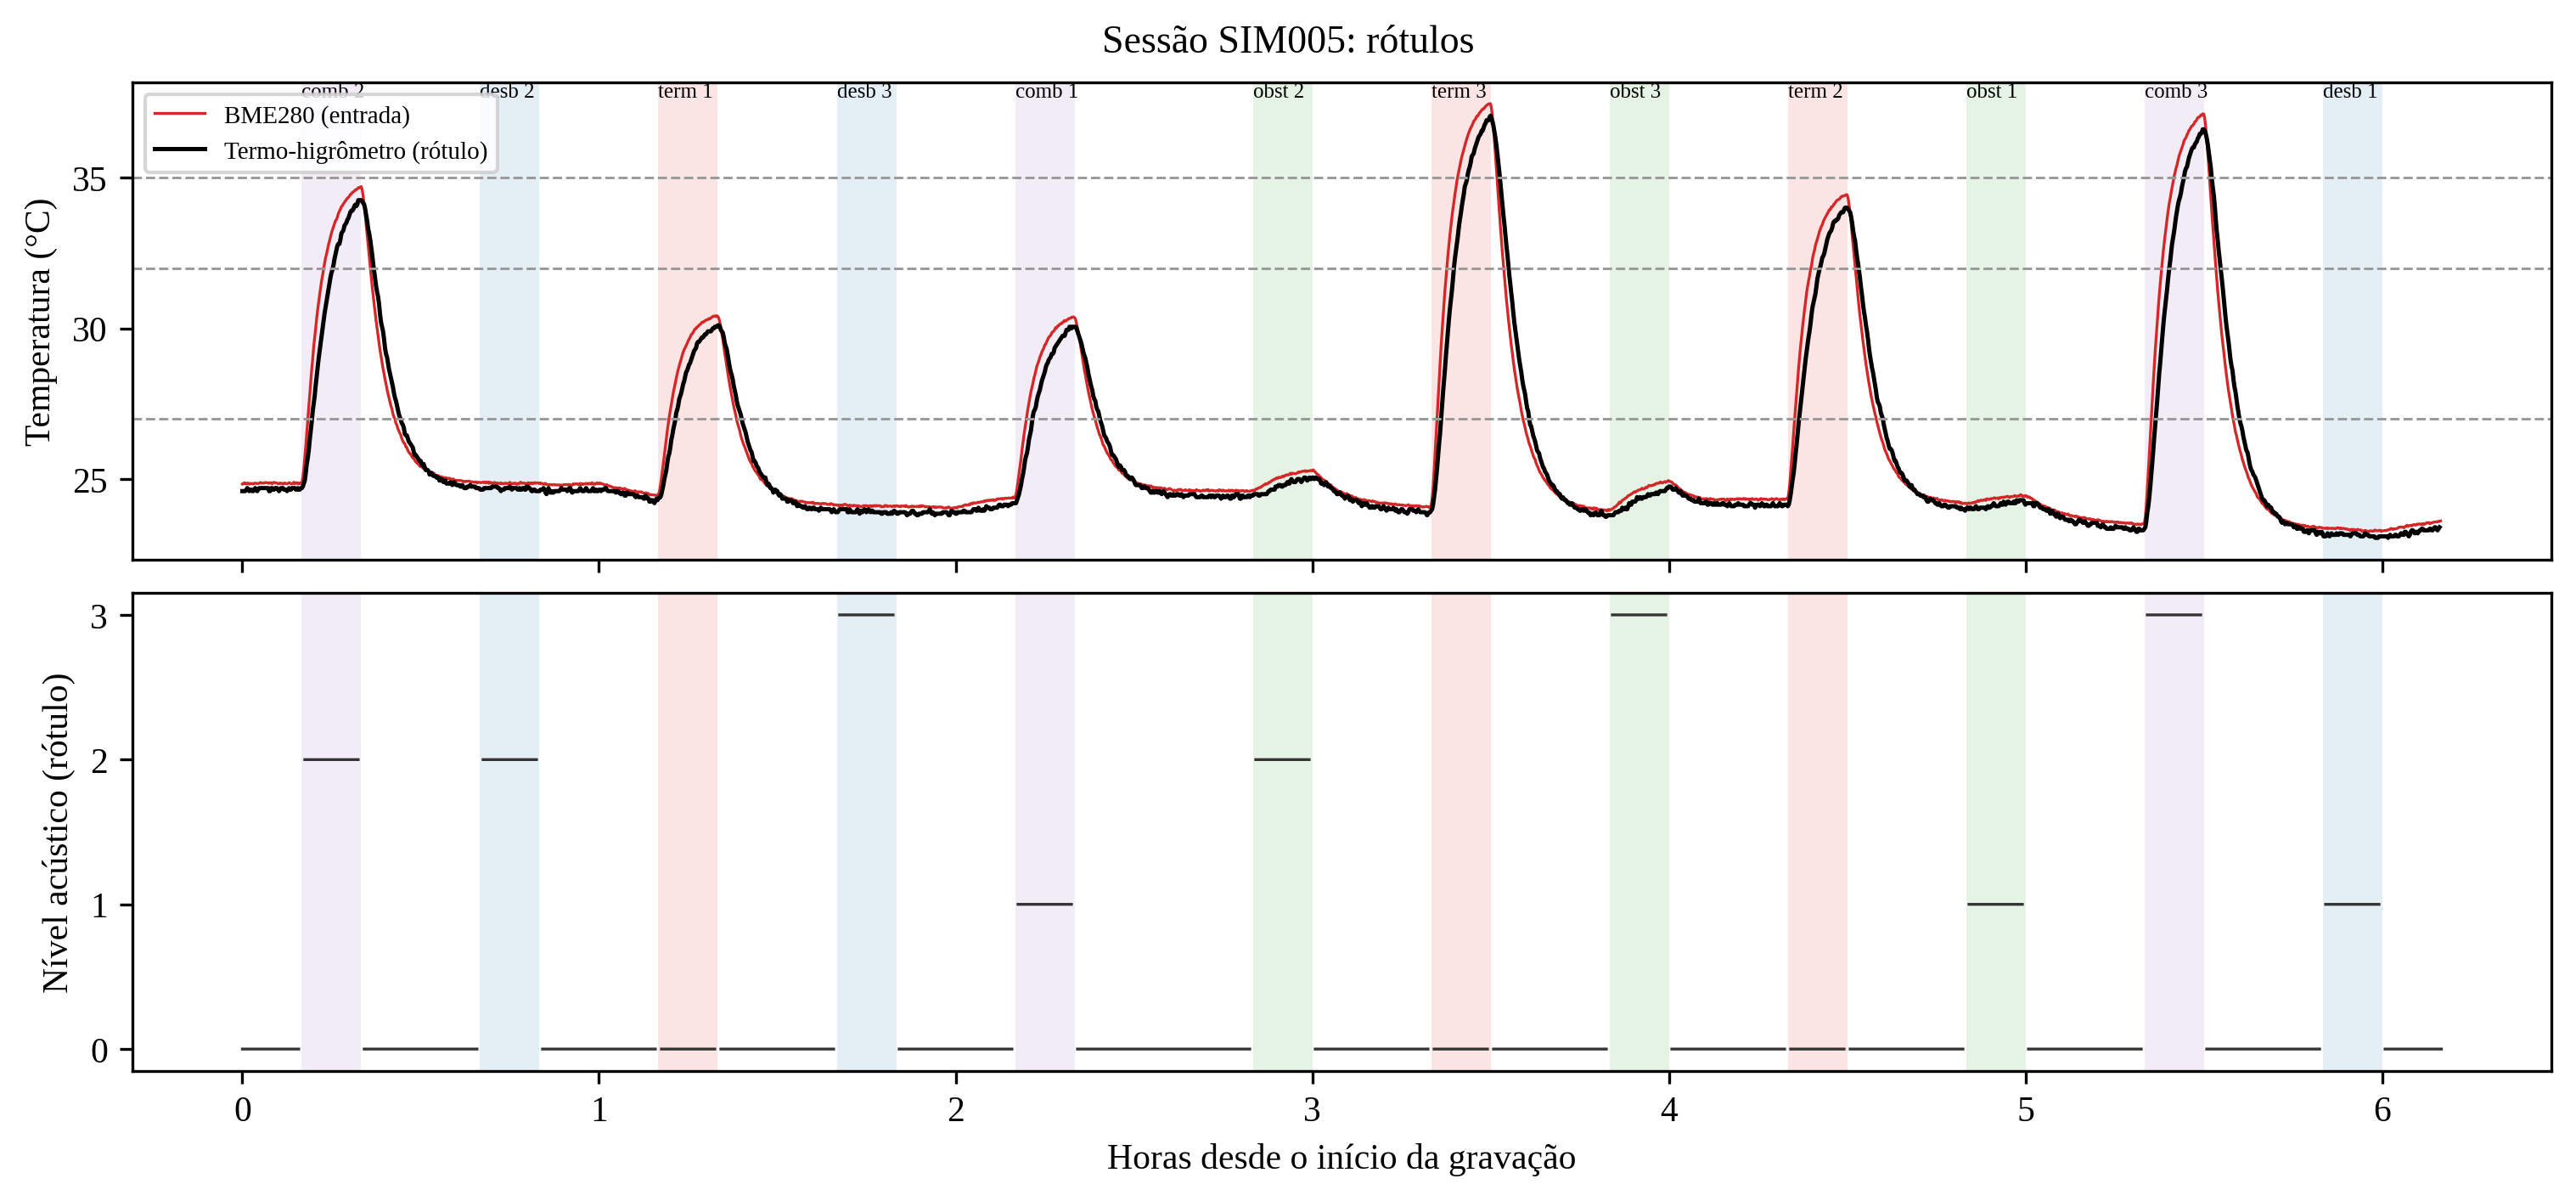 Sessão SIM005: rótulos
comb 2
desb 2
term 1
desb 3
comb 1
obst 2
term 3
obst 3
term 2
obst 1
comb 3
desb 1
BME280 (entrada)
Termo-higrômetro (rótulo)
Temperatura (°C)
35
30
25
Nível acústico (rótulo)
3
2
1
0
0 1 2 3 4 5 6
Horas desde o início da gravação